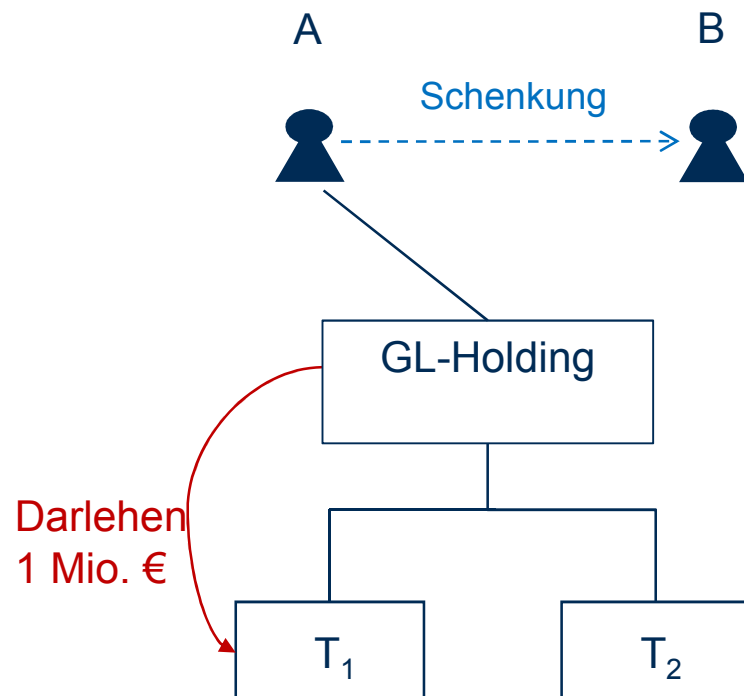 A
B
Schenkung
GL-Holding
Darlehen
1 Mio. €
T₁
T₂